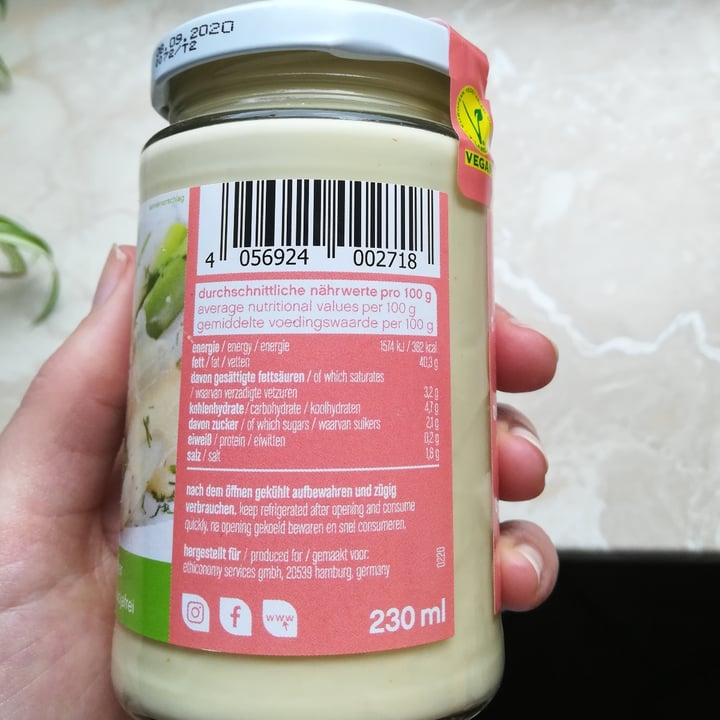 09.2020
VEGAN
4 056924 002718
durchschnittliche nährwerte pro 100 g
average nutritional values per 100 g
gemiddelte voedingswaarde per 100 g
energie / energy / energie 1574 kJ / 382 kcal
fett / fat / vetten 40,3 g
davon gesättigte fettsäuren / of which saturates
/ waarvan verzadigte vetzuren 3,2 g
kohlenhydrate / carbohydrate / koolhydraten 4,7 g
davon zucker / of which sugars / waarvan suikers 2,1 g
eiweiß / protein / eiwitten 0,2 g
salz / salt 1,8 g
nach dem öffnen gekühlt aufbewahren und zügig
verbrauchen. keep refrigerated after opening and consume
quickly. na opening gekoeld bewaren en snel consumeren.
hergestellt für / produced for / gemaakt voor:
ethiconomy services gmbh, 20539 hamburg, germany
0220
www
230 ml